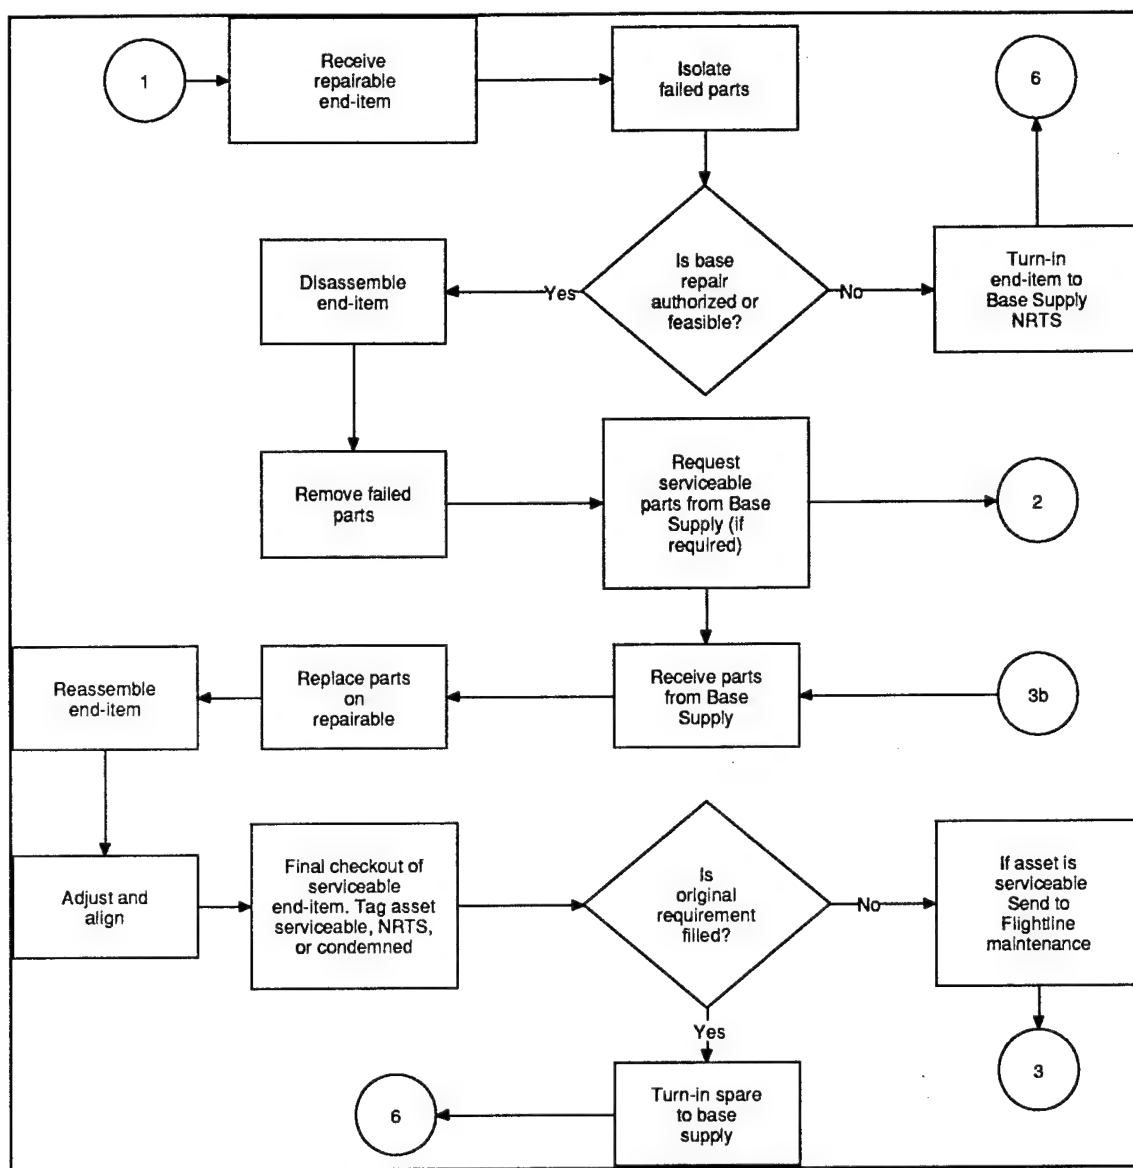 1
Receive
repairable
end-item
Isolate
failed parts
6
Disassemble
end-item
Yes
Is base
repair
authorized or
feasible?
No
Turn-in
end-item to
Base Supply
NRTS
Remove failed
parts
Request
serviceable
parts from Base
Supply (if
required)
2
Reassemble
end-item
Replace parts
on
repairable
Receive parts
from Base
Supply
3b
Adjust and
align
Final checkout of
serviceable
end-item. Tag asset
serviceable, NRTS,
or condemned
Is
original
requirement
filled?
No
If asset is
serviceable
Send to
Flightline
maintenance
Yes
3
6
Turn-in spare
to base
supply